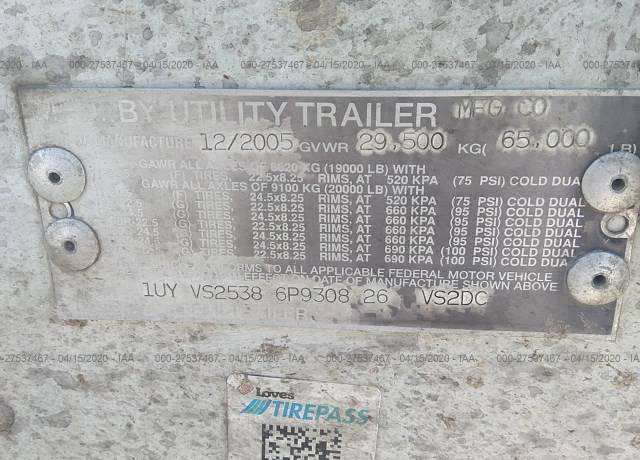 000-27537467 - 04/15/2020 - IAA
BY UTILITY TRAILER MFG CO
MANUFACTURE 12/2005 GVWR 29,500 KG( 65,000 LB)
GAWR ALL AXLES OF 8620 KG (19000 LB) WITH
TIRES, 22.5x8.25 RIMS, AT 520 KPA (75 PSI) COLD DUAL
GAWR ALL AXLES OF 9100 KG (20000 LB) WITH
TIRES, 24.5x8.25 RIMS, AT 520 KPA (75 PSI) COLD DUAL
TIRES, 22.5x8.25 RIMS, AT 660 KPA (95 PSI) COLD DUAL
TIRES, 24.5x8.25 RIMS, AT 660 KPA (95 PSI) COLD DUAL
TIRES, 22.5x8.25 RIMS, AT 660 KPA (95 PSI) COLD DUAL
TIRES, 24.5x8.25 RIMS, AT 660 KPA (95 PSI) COLD DUAL
24.5x8.25 RIMS, AT 690 KPA (100 PSI) COLD DUAL
22.5x8.25 RIMS, AT 690 KPA (100 PSI) COLD DUAL
CONFORMS TO ALL APPLICABLE FEDERAL MOTOR VEHICLE
EFFECT ON DATE OF MANUFACTURE SHOWN ABOVE
1UY VS2538 6P9308 26 VS2DC
Loves
TIREPASS